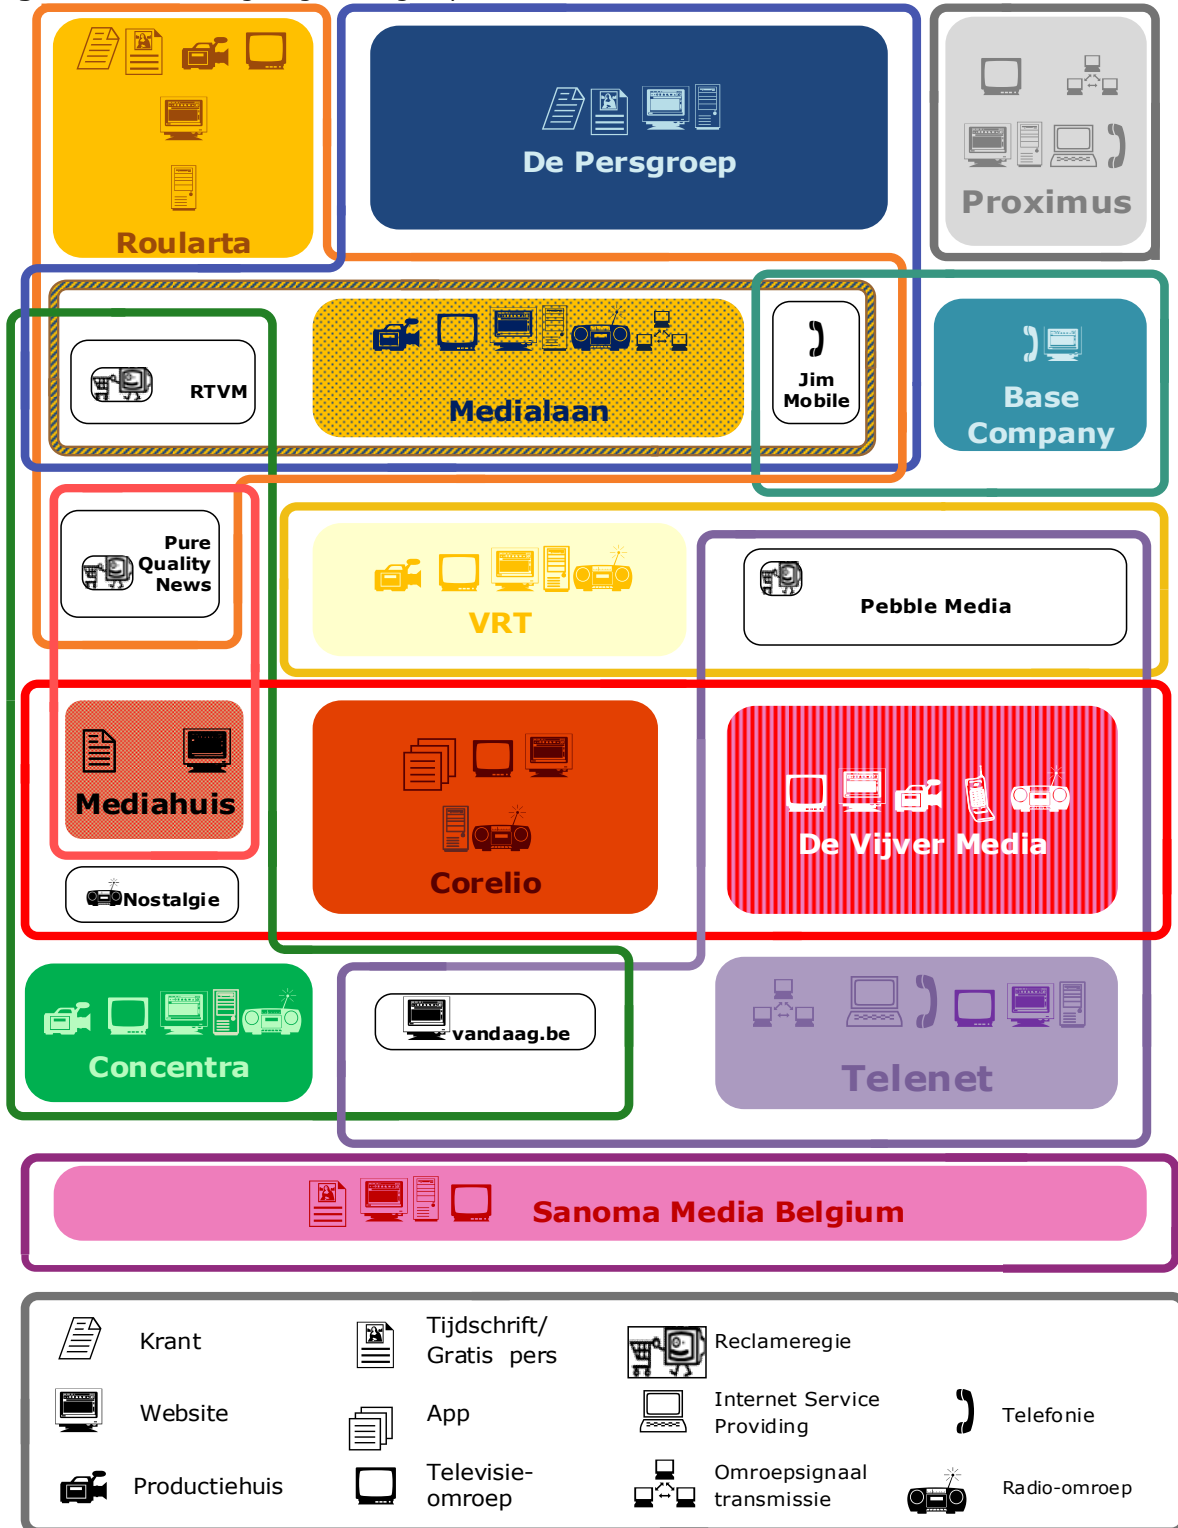 Roularta
De Persgroep
Proximus
RTVM
Medialaan
Jim
Mobile
Base
Company
Pure
Quality
News
VRT
Pebble Media
Mediahuis
Corelio
De Vijver Media
Nostalgie
Concentra
vandaag.be
Telenet
Sanoma Media Belgium
Krant
Tijdschrift/
Gratis pers
Reclameregie
Website
App
Internet Service
Providing
Telefonie
Productiehuis
Televisie-
omroep
Omroepsignaal
transmissie
Radio-omroep